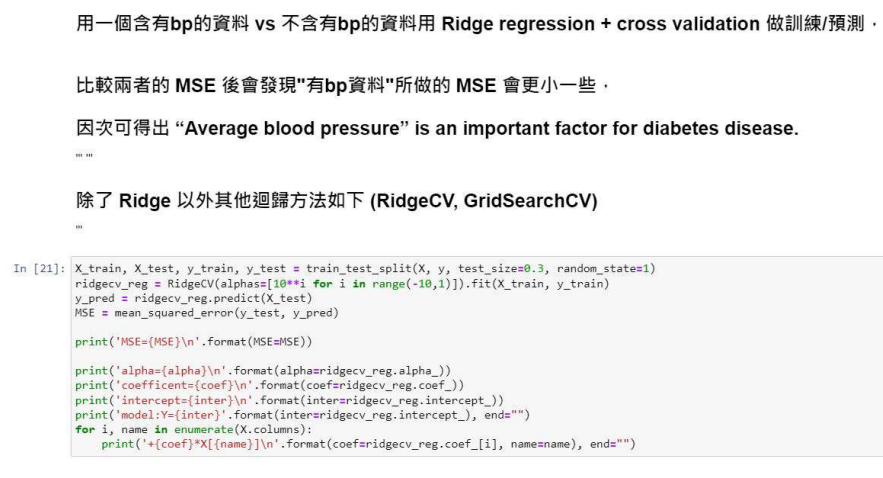 用一個含有bp的資料 vs 不含有bp的資料用 Ridge regression + cross validation 做訓練/預測，
比較兩者的 MSE 後會發現"有bp資料"所做的 MSE 會更小一些，
因次可得出 “Average blood pressure” is an important factor for diabetes disease.
''' '''
除了 Ridge 以外其他迴歸方法如下 (RidgeCV, GridSearchCV)
'''
In [21]: X_train, X_test, y_train, y_test = train_test_split(X, y, test_size=0.3, random_state=1)
ridgecv_reg = RidgeCV(alphas=[10**i for i in range(-10,1)]).fit(X_train, y_train)
y_pred = ridgecv_reg.predict(X_test)
MSE = mean_squared_error(y_test, y_pred)
print('MSE={MSE}\n'.format(MSE=MSE))
print('alpha={alpha}\n'.format(alpha=ridgecv_reg.alpha_))
print('coefficent={coef}\n'.format(coef=ridgecv_reg.coef_))
print('intercept={inter}\n'.format(inter=ridgecv_reg.intercept_))
print('model:Y={inter}'.format(inter=ridgecv_reg.intercept_), end="")
for i, name in enumerate(X.columns):
    print('+{coef}*X[{name}]\n'.format(coef=ridgecv_reg.coef_[i], name=name), end="")